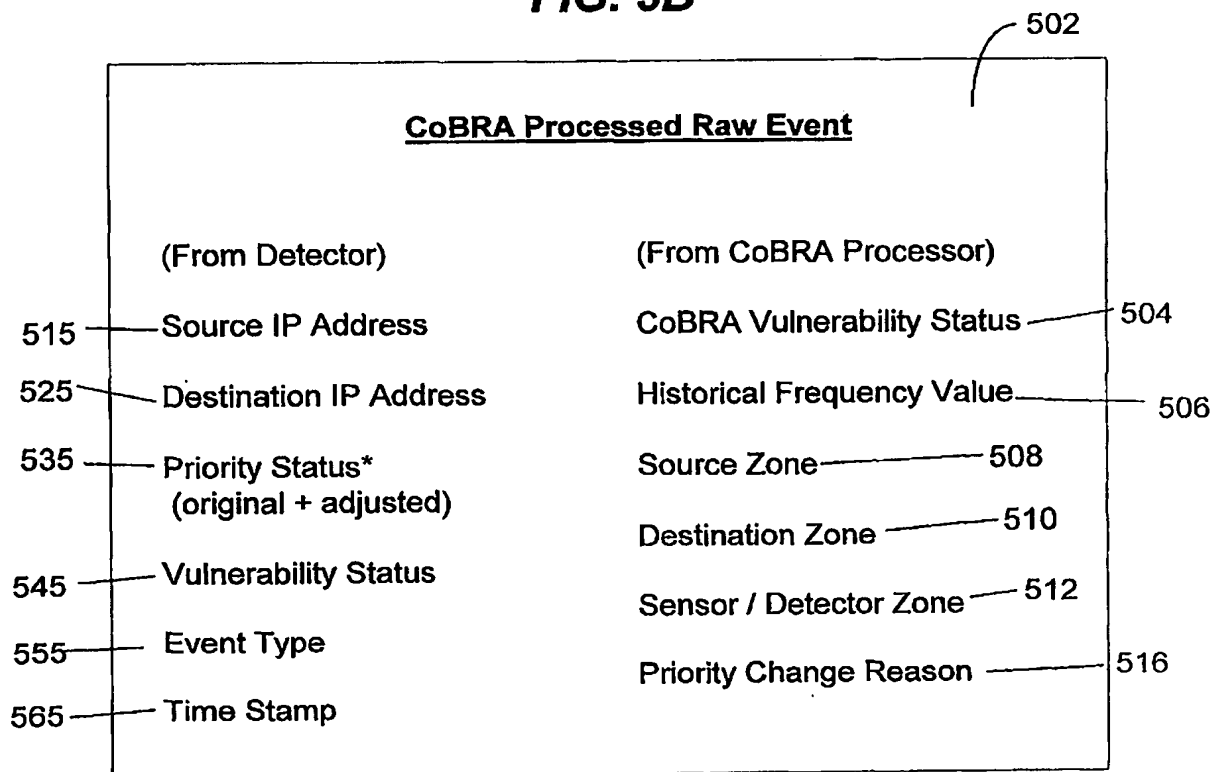 502
CoBRA Processed Raw Event
(From Detector)
(From CoBRA Processor)
515
Source IP Address
CoBRA Vulnerability Status
504
525
Destination IP Address
Historical Frequency Value
506
535
Priority Status*
(original + adjusted)
Source Zone
508
Destination Zone
510
545
Vulnerability Status
Sensor / Detector Zone
512
555
Event Type
Priority Change Reason
516
565
Time Stamp